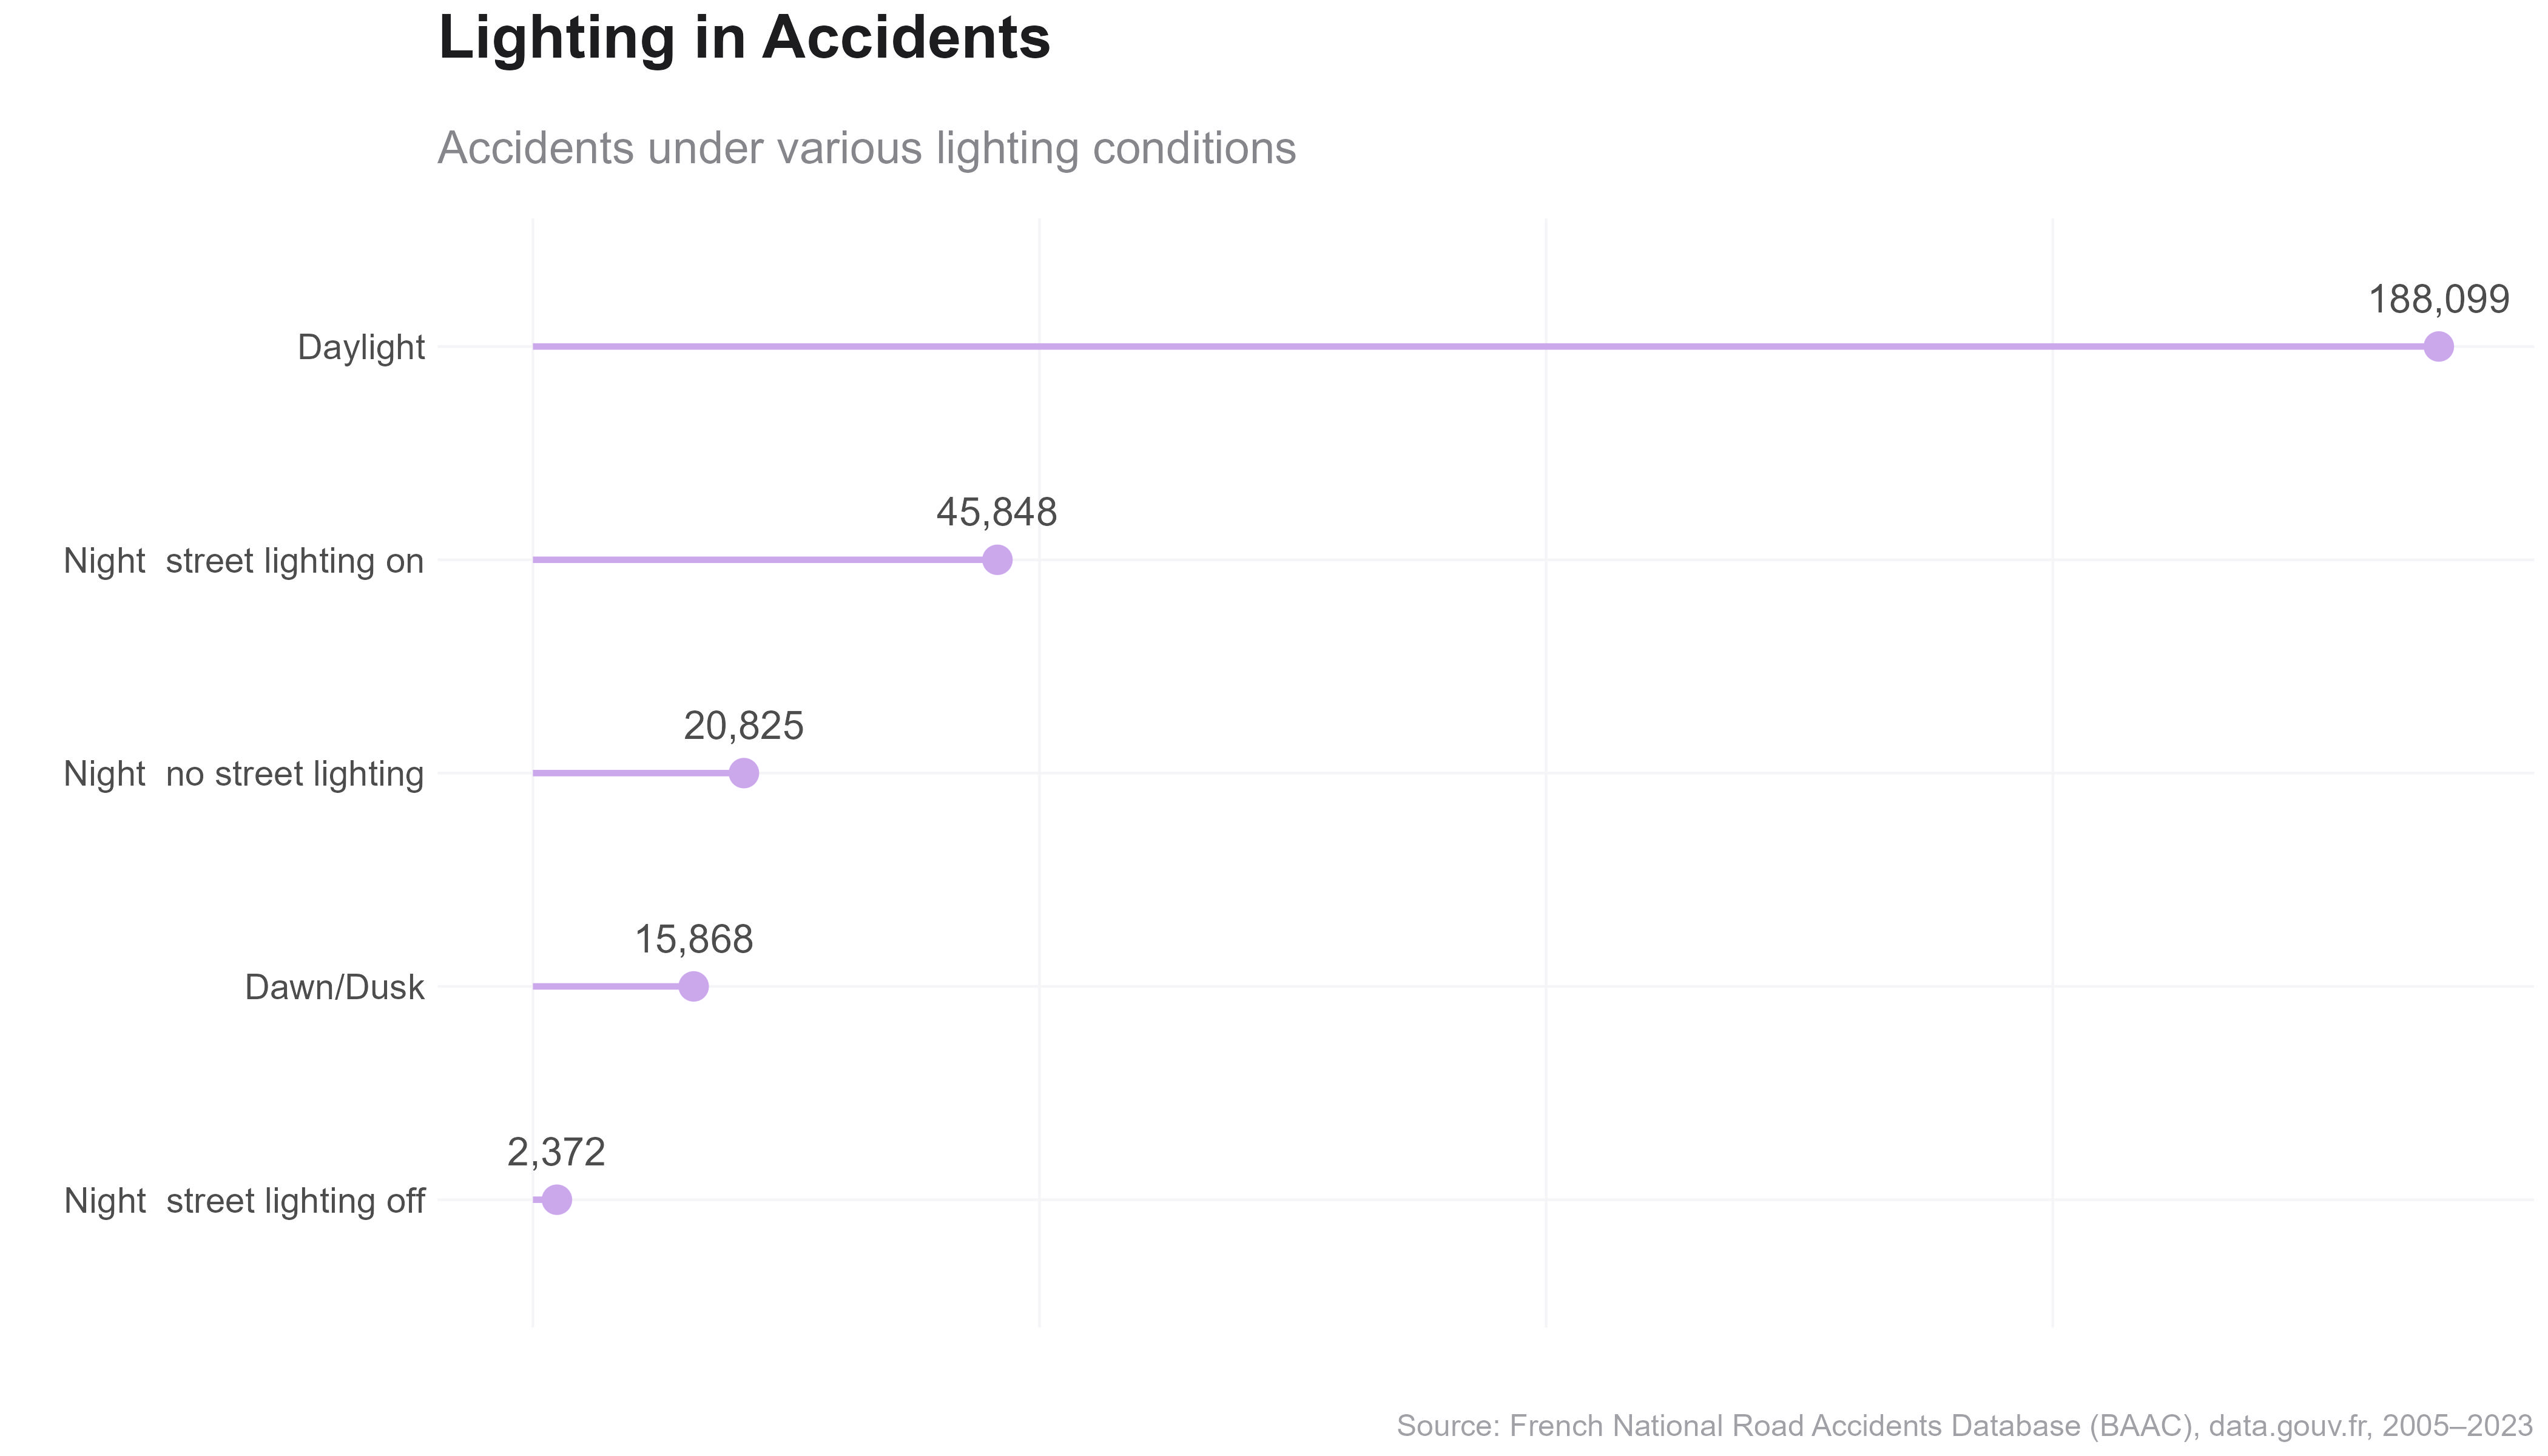 Lighting in Accidents
Accidents under various lighting conditions
188,099
Daylight
45,848
Night  street lighting on
20,825
Night  no street lighting
15,868
Dawn/Dusk
2,372
Night  street lighting off
Source: French National Road Accidents Database (BAAC), data.gouv.fr, 2005–2023